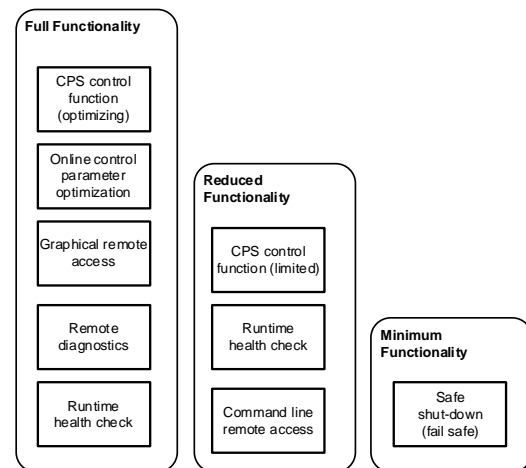 Full Functionality
CPS control
function
(optimizing)
Online control
parameter
optimization
Graphical remote
access
Remote
diagnostics
Runtime
health check
Reduced
Functionality
CPS control
function (limited)
Runtime
health check
Command line
remote access
Minimum
Functionality
Safe
shut-down
(fail safe)